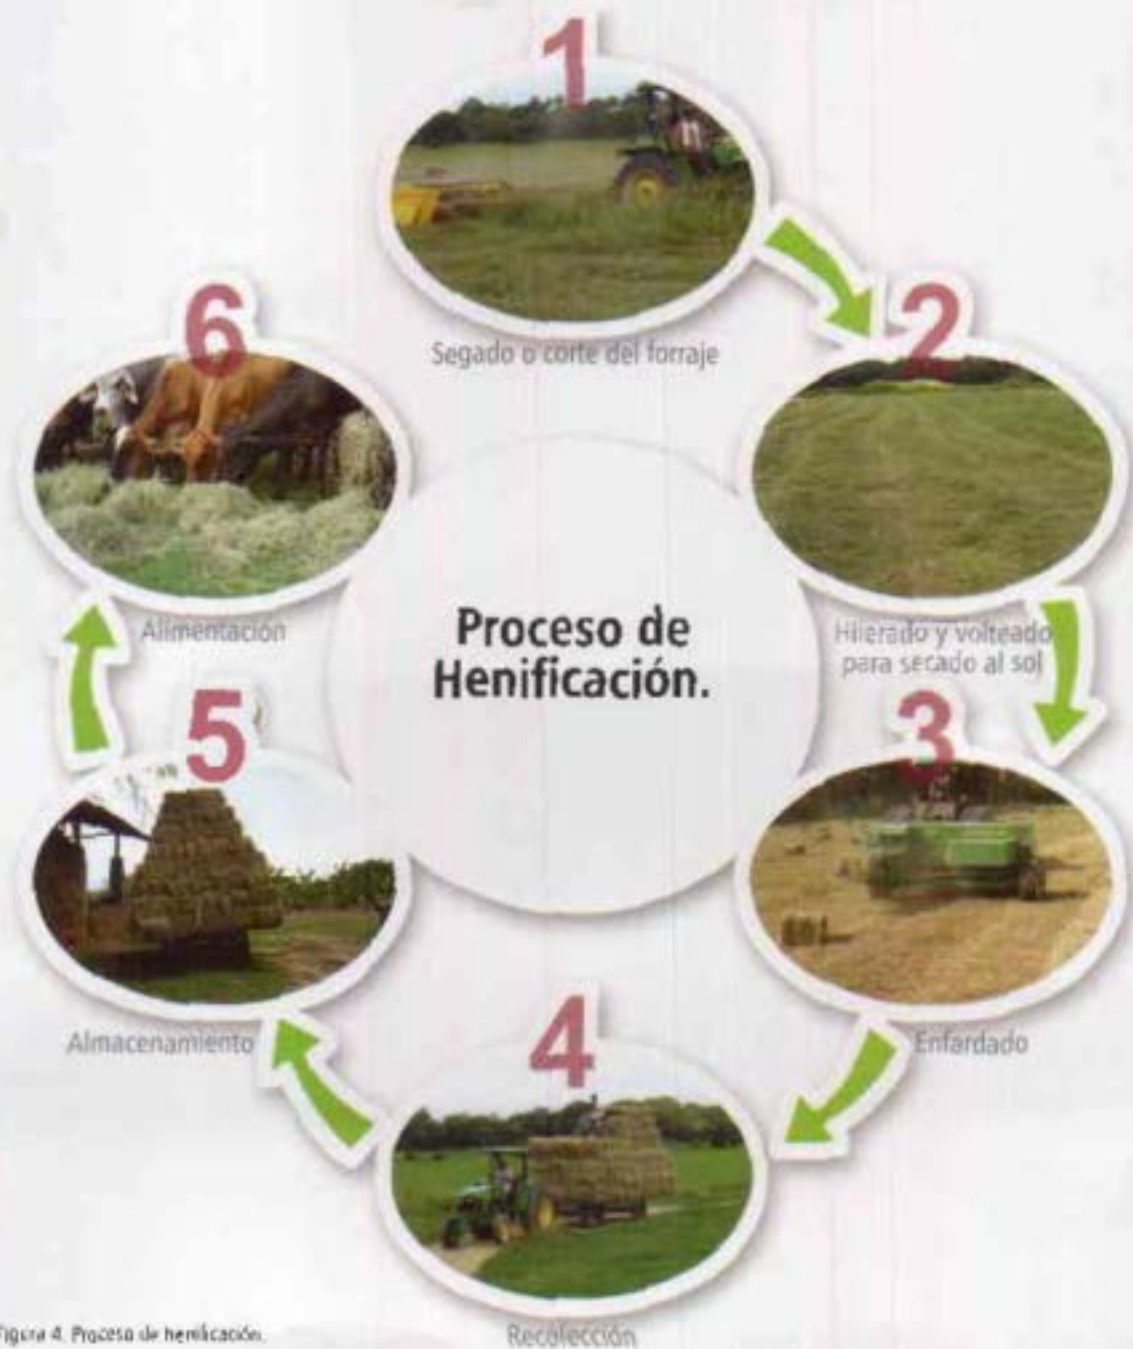 1
Segado o corte del forraje
2
Hilerado y volteado
para secado al sol
3
Enfardado
4
Recolección
5
Almacenamiento
6
Alimentación
Proceso de
Henificación.
Figura 4. Proceso de henificación.